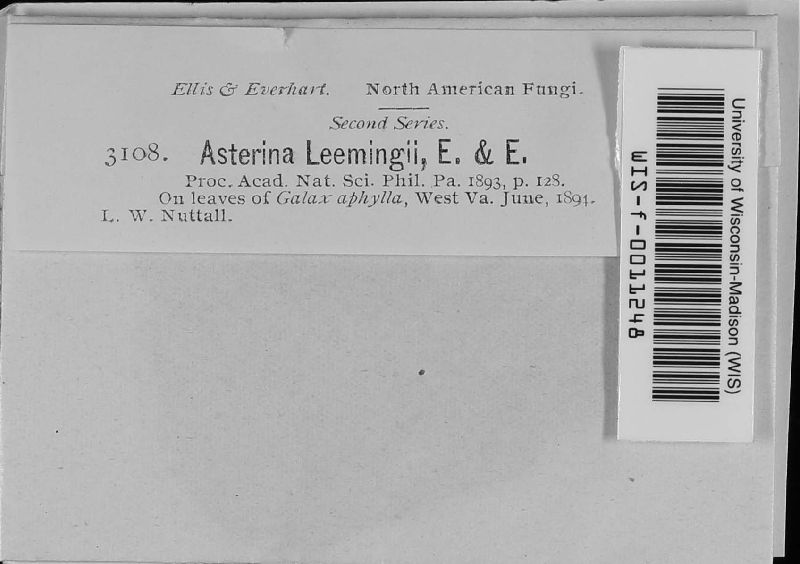 Ellis & Everhart. North American Fungi.
Second Series.
3108. Asterina Leemingii, E. & E.
Proc. Acad. Nat. Sci. Phil. Pa. 1893, p. 128.
On leaves of Galax aphylla, West Va. June, 1894.
L. W. Nuttall.
University of Wisconsin-Madison (WIS)
WIS-f-0011248